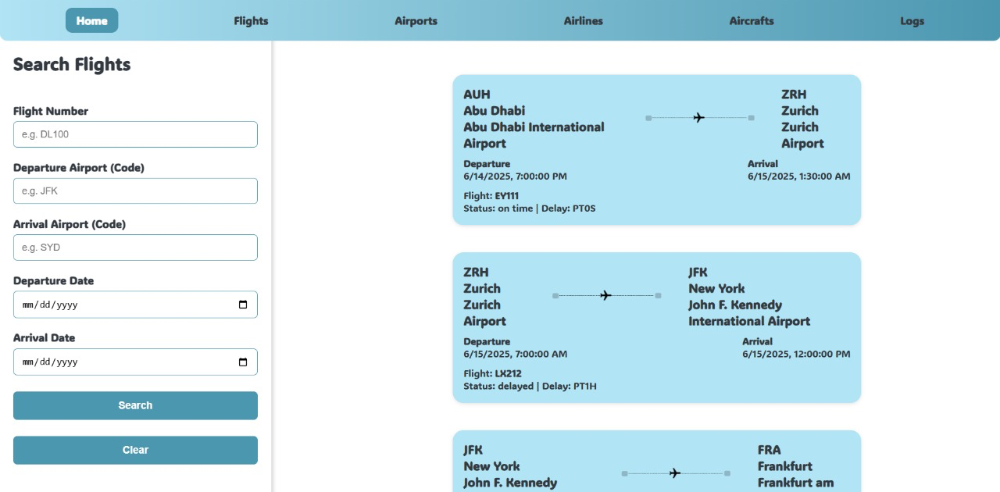 Home Flights Airports Airlines Aircrafts Logs
Search Flights
Flight Number
e.g. DL100
Departure Airport (Code)
e.g. JFK
Arrival Airport (Code)
e.g. SYD
Departure Date
mm/dd/yyyy
Arrival Date
mm/dd/yyyy
Search
Clear
AUH
Abu Dhabi
Abu Dhabi International
Airport
ZRH
Zurich
Zurich
Airport
Departure
6/14/2025, 7:00:00 PM
Arrival
6/15/2025, 1:30:00 AM
Flight: EY111
Status: on time | Delay: PT0S
ZRH
Zurich
Zurich
Airport
JFK
New York
John F. Kennedy
International Airport
Departure
6/15/2025, 7:00:00 AM
Arrival
6/15/2025, 12:00:00 PM
Flight: LX212
Status: delayed | Delay: PT1H
JFK
New York
John F. Kennedy
FRA
Frankfurt
Frankfurt am